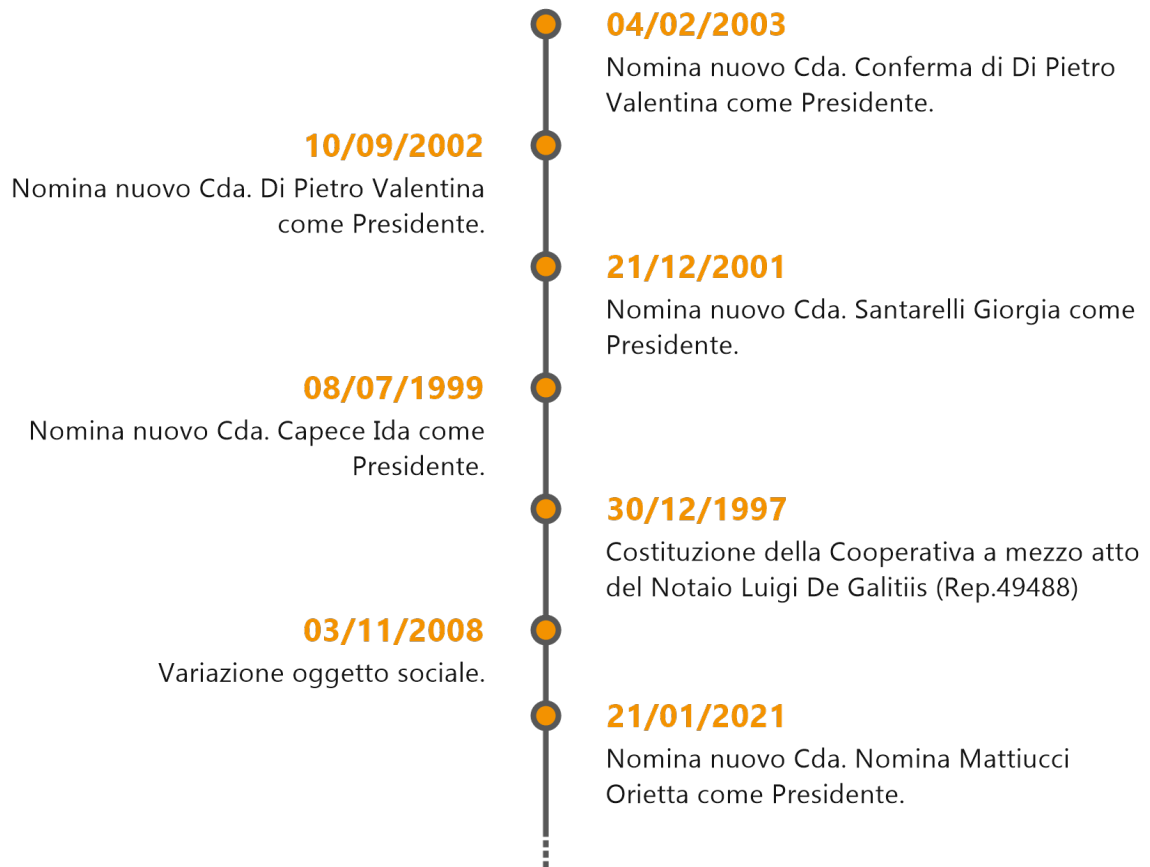 04/02/2003
Nomina nuovo Cda. Conferma di Di Pietro
Valentina come Presidente.
10/09/2002
Nomina nuovo Cda. Di Pietro Valentina
come Presidente.
21/12/2001
Nomina nuovo Cda. Santarelli Giorgia come
Presidente.
08/07/1999
Nomina nuovo Cda. Capece Ida come
Presidente.
30/12/1997
Costituzione della Cooperativa a mezzo atto
del Notaio Luigi De Galitiis (Rep.49488)
03/11/2008
Variazione oggetto sociale.
21/01/2021
Nomina nuovo Cda. Nomina Mattiucci
Orietta come Presidente.